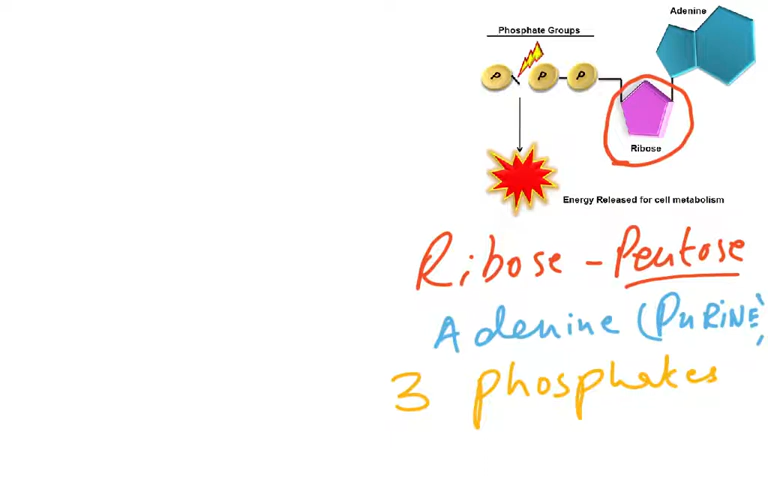 Adenine
Phosphate Groups
P P P
Ribose
Energy Released for cell metabolism
Ribose - Pentose
Adenine (PuRiNE)
3 phosphates